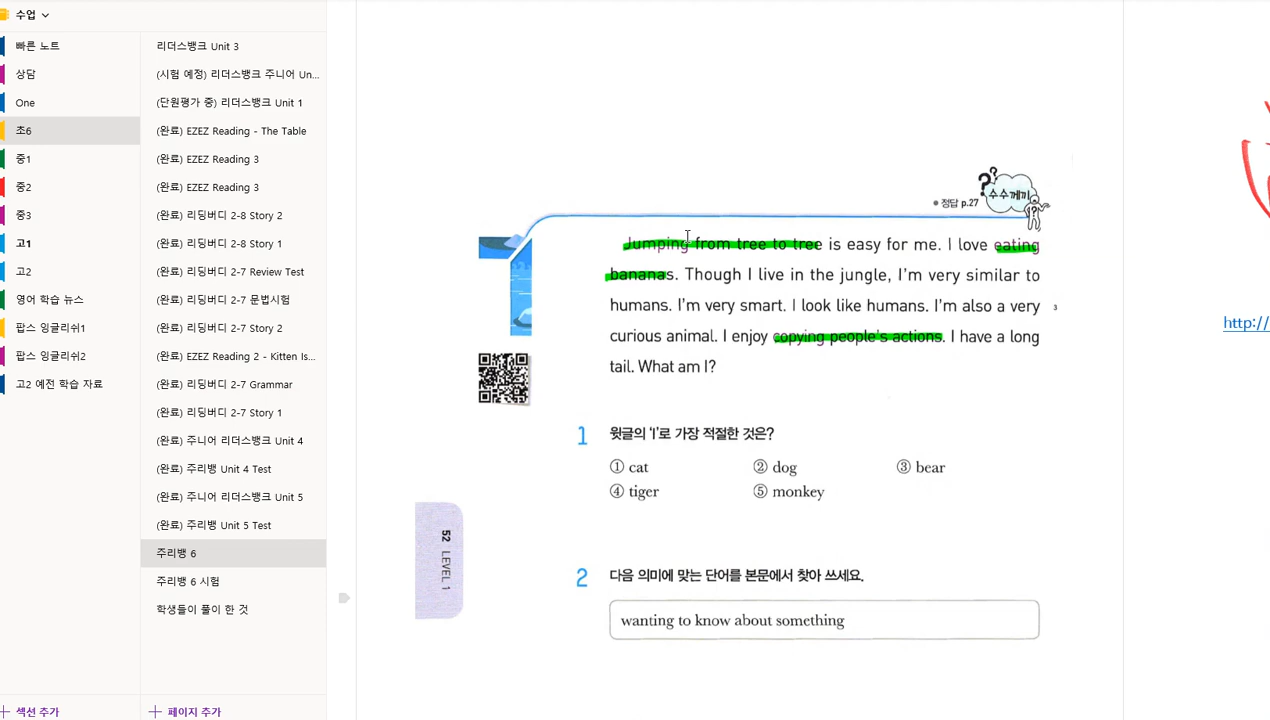 수업
빠른 노트
상담
One
초6
중1
중2
중3
고1
고2
영어 학습 뉴스
팝스 잉글리쉬1
팝스 잉글리쉬2
고2 예전 학습 자료
섹션 추가
리더스뱅크 Unit 3
(시험 예정) 리더스뱅크 주니어 Un...
(단원평가 중) 리더스뱅크 Unit 1
(완료) EZEZ Reading - The Table
(완료) EZEZ Reading 3
(완료) EZEZ Reading 3
(완료) 리딩버디 2-8 Story 2
(완료) 리딩버디 2-8 Story 1
(완료) 리딩버디 2-7 Review Test
(완료) 리딩버디 2-7 문법시험
(완료) 리딩버디 2-7 Story 2
(완료) EZEZ Reading 2 - Kitten Is...
(완료) 리딩버디 2-7 Grammar
(완료) 리딩버디 2-7 Story 1
(완료) 주니어 리더스뱅크 Unit 4
(완료) 주리뱅 Unit 4 Test
(완료) 주니어 리더스뱅크 Unit 5
(완료) 주리뱅 Unit 5 Test
주리뱅 6
주리뱅 6 시험
학생들이 풀이 한 것
페이지 추가
정답 p.27
수수께끼
Jumping from tree to tree is easy for me. I love eating
bananas. Though I live in the jungle, I'm very similar to
humans. I'm very smart. I look like humans. I'm also a very
3
curious animal. I enjoy copying people's actions. I have a long
tail. What am I?
1 윗글의 'I'로 가장 적절한 것은?
① cat ② dog ③ bear
④ tiger ⑤ monkey
2 다음 의미에 맞는 단어를 본문에서 찾아 쓰세요.
wanting to know about something
52 LEVEL 1
http://